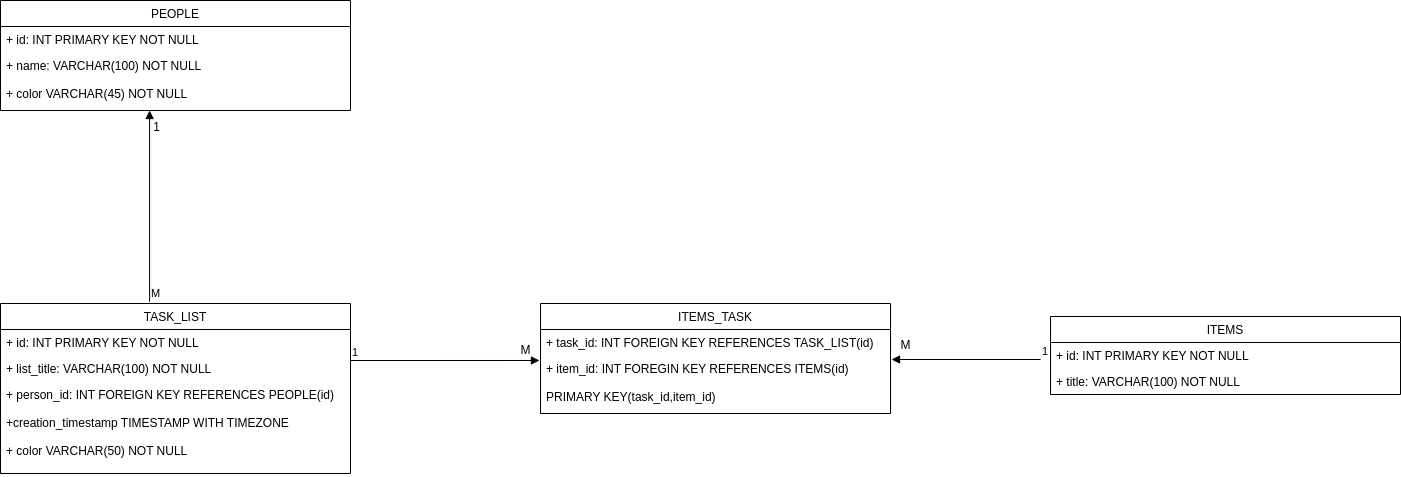 PEOPLE
+ id: INT PRIMARY KEY NOT NULL
+ name: VARCHAR(100) NOT NULL
+ color VARCHAR(45) NOT NULL
1
M
TASK_LIST
+ id: INT PRIMARY KEY NOT NULL
+ list_title: VARCHAR(100) NOT NULL
+ person_id: INT FOREIGN KEY REFERENCES PEOPLE(id)
+creation_timestamp TIMESTAMP WITH TIMEZONE
+ color VARCHAR(50) NOT NULL
1
M
ITEMS_TASK
+ task_id: INT FOREIGN KEY REFERENCES TASK_LIST(id)
+ item_id: INT FOREGIN KEY REFERENCES ITEMS(id)
PRIMARY KEY(task_id,item_id)
M
1
ITEMS
+ id: INT PRIMARY KEY NOT NULL
+ title: VARCHAR(100) NOT NULL